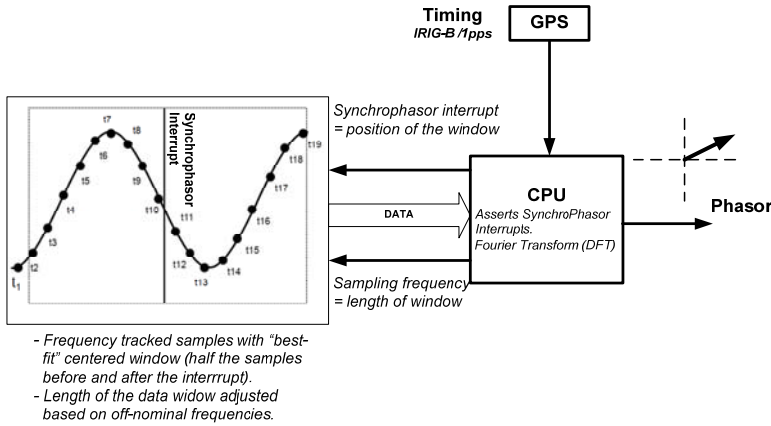 Timing
IRIG-B /1pps
GPS
Synchrophasor interrupt
= position of the window
CPU
Asserts SynchroPhasor
Interrupts.
Fourier Transform (DFT)
DATA
Phasor
Sampling frequency
= length of window
Synchrophasor
Interrupt
t1
t2
t3
t4
t5
t6
t7
t8
t9
t10
t11
t12
t13
t14
t15
t16
t17
t18
t19
- Frequency tracked samples with “best-
fit” centered window (half the samples
before and after the interrrupt).
- Length of the data widow adjusted
based on off-nominal frequencies.